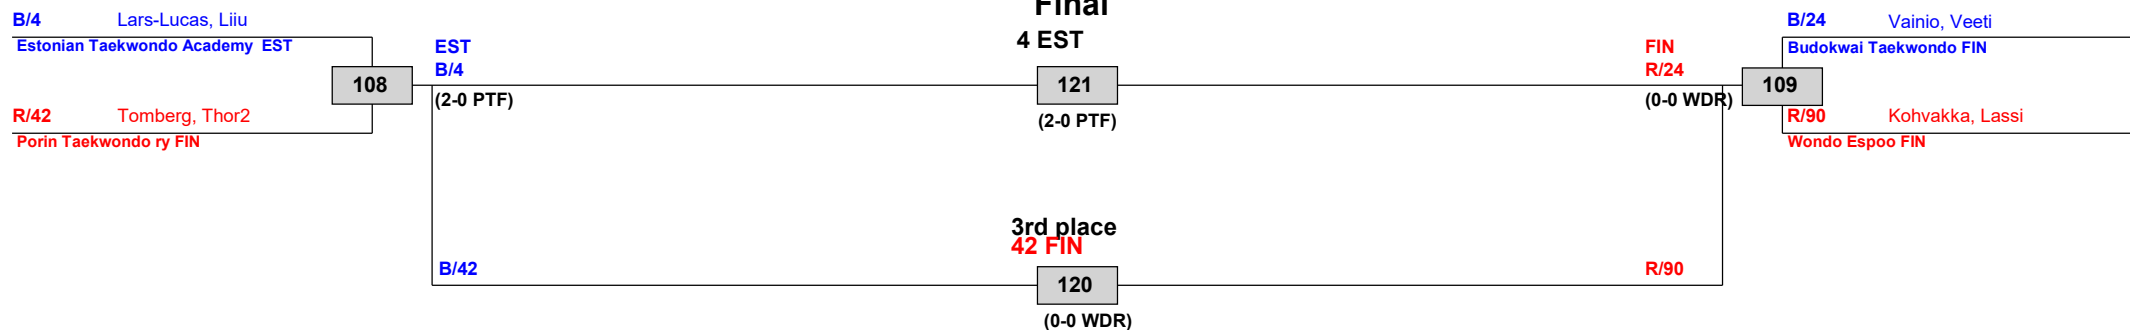 Final
B/4 Lars-Lucas, Liiu
Estonian Taekwondo Academy EST
108
R/42 Tomberg, Thor2
Porin Taekwondo ry FIN
EST
B/4
(2-0 PTF)
4 EST
121
(2-0 PTF)
FIN
R/24
(0-0 WDR)
B/24 Vainio, Veeti
Budokwai Taekwondo FIN
109
R/90 Kohvakka, Lassi
Wondo Espoo FIN
3rd place
42 FIN
B/42
120
R/90
(0-0 WDR)